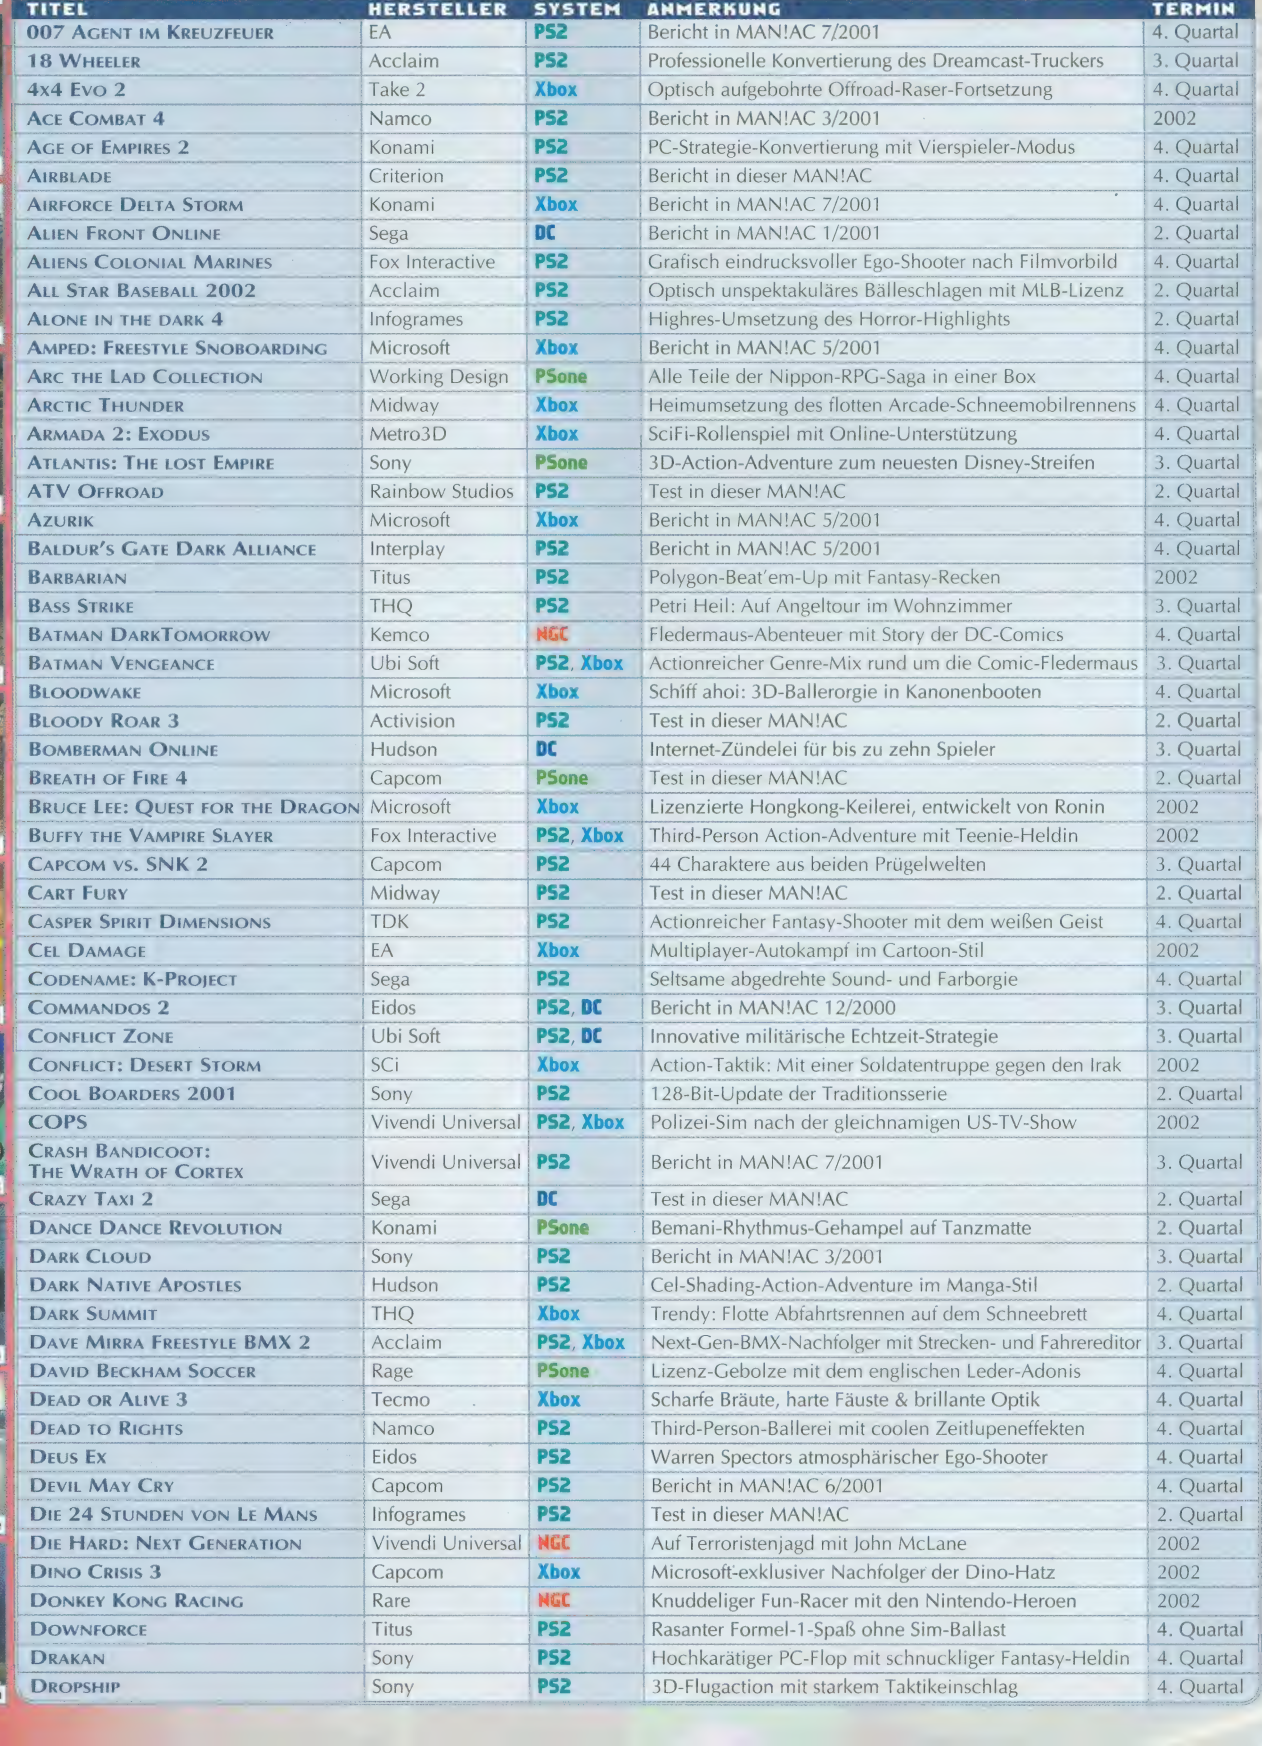 TITEL HERSTELLER SYSTEM ANMERKUNG TERMIN
007 AGENT IM KREUZFEUER EA PS2 Bericht in MAN!AC 7/2001 4. Quartal
18 WHEELER Acclaim PS2 Professionelle Konvertierung des Dreamcast-Truckers 3. Quartal
4X4 EVO 2 Take 2 Xbox Optisch aufgebohrte Offroad-Raser-Fortsetzung 4. Quartal
ACE COMBAT 4 Namco PS2 Bericht in MAN!AC 3/2001 2002
AGE OF EMPIRES 2 Konami PS2 PC-Strategie-Konvertierung mit Vierspieler-Modus 4. Quartal
AIRBLADE Criterion PS2 Bericht in dieser MAN!AC 4. Quartal
AIRFORCE DELTA STORM Konami Xbox Bericht in MAN!AC 7/2001 4. Quartal
ALIEN FRONT ONLINE Sega DC Bericht in MAN!AC 1/2001 2. Quartal
ALIENS COLONIAL MARINES Fox Interactive PS2 Grafisch eindrucksvoller Ego-Shooter nach Filmvorbild 4. Quartal
ALL STAR BASEBALL 2002 Acclaim PS2 Optisch unspektakuläres Bälleschlagen mit MLB-Lizenz 2. Quartal
ALONE IN THE DARK 4 Infogrames PS2 Highres-Umsetzung des Horror-Highlights 2. Quartal
AMPED: FREESTYLE SNOBOARDING Microsoft Xbox Bericht in MAN!AC 5/2001 4. Quartal
ARC THE LAD COLLECTION Working Design PSone Alle Teile der Nippon-RPG-Saga in einer Box 4. Quartal
ARCTIC THUNDER Midway Xbox Heimumsetzung des flotten Arcade-Schneemobilrennens 4. Quartal
ARMADA 2: EXODUS Metro3D Xbox SciFi-Rollenspiel mit Online-Unterstützung 4. Quartal
ATLANTIS: THE LOST EMPIRE Sony PSone 3D-Action-Adventure zum neuesten Disney-Streifen 3. Quartal
ATV OFFROAD Rainbow Studios PS2 Test in dieser MAN!AC 2. Quartal
AZURIK Microsoft Xbox Bericht in MAN!AC 5/2001 4. Quartal
BALDUR'S GATE DARK ALLIANCE Interplay PS2 Bericht in MAN!AC 5/2001 4. Quartal
BARBARIAN Titus PS2 Polygon-Beat'em-Up mit Fantasy-Recken 2002
BASS STRIKE THQ PS2 Petri Heil: Auf Angeltour im Wohnzimmer 3. Quartal
BATMAN DARKTOMORROW Kemco NGC Fledermaus-Abenteuer mit Story der DC-Comics 4. Quartal
BATMAN VENGEANCE Ubi Soft PS2, Xbox Actionreicher Genre-Mix rund um die Comic-Fledermaus 3. Quartal
BLOODWAKE Microsoft Xbox Schiff ahoi: 3D-Ballerorgie in Kanonenbooten 4. Quartal
BLOODY ROAR 3 Activision PS2 Test in dieser MAN!AC 2. Quartal
BOMBERMAN ONLINE Hudson DC Internet-Zündelei für bis zu zehn Spieler 3. Quartal
BREATH OF FIRE 4 Capcom PSone Test in dieser MAN!AC 2. Quartal
BRUCE LEE: QUEST FOR THE DRAGON Microsoft Xbox Lizenzierte Hongkong-Keilerei, entwickelt von Ronin 2002
BUFFY THE VAMPIRE SLAYER Fox Interactive PS2, Xbox Third-Person Action-Adventure mit Teenie-Heldin 2002
CAPCOM VS. SNK 2 Capcom PS2 44 Charaktere aus beiden Prügelwelten 3. Quartal
CART FURY Midway PS2 Test in dieser MAN!AC 2. Quartal
CASPER SPIRIT DIMENSIONS TDK PS2 Actionreicher Fantasy-Shooter mit dem weißen Geist 4. Quartal
CEL DAMAGE EA Xbox Multiplayer-Autokampf im Cartoon-Stil 2002
CODENAME: K-PROJECT Sega PS2 Seltsame abgedrehte Sound- und Farborgie 4. Quartal
COMMANDOS 2 Eidos PS2, DC Bericht in MAN!AC 12/2000 3. Quartal
CONFLICT ZONE Ubi Soft PS2, DC Innovative militärische Echtzeit-Strategie 3. Quartal
CONFLICT: DESERT STORM SCi Xbox Action-Taktik: Mit einer Soldatentruppe gegen den Irak 2002
COOL BOARDERS 2001 Sony PS2 128-Bit-Update der Traditionsserie 2. Quartal
COPS Vivendi Universal PS2, Xbox Polizei-Sim nach der gleichnamigen US-TV-Show 2002
CRASH BANDICOOT:
THE WRATH OF CORTEX Vivendi Universal PS2 Bericht in MAN!AC 7/2001 3. Quartal
CRAZY TAXI 2 Sega DC Test in dieser MAN!AC 2. Quartal
DANCE DANCE REVOLUTION Konami PSone Bemani-Rhythmus-Gehampel auf Tanzmatte 2. Quartal
DARK CLOUD Sony PS2 Bericht in MAN!AC 3/2001 3. Quartal
DARK NATIVE APOSTLES Hudson PS2 Cel-Shading-Action-Adventure im Manga-Stil 2. Quartal
DARK SUMMIT THQ Xbox Trendy: Flotte Abfahrtsrennen auf dem Schneebrett 4. Quartal
DAVE MIRRA FREESTYLE BMX 2 Acclaim PS2, Xbox Next-Gen-BMX-Nachfolger mit Strecken- und Fahrereditor 3. Quartal
DAVID BECKHAM SOCCER Rage PSone Lizenz-Gebolze mit dem englischen Leder-Adonis 4. Quartal
DEAD OR ALIVE 3 Tecmo Xbox Scharfe Bräute, harte Fäuste & brillante Optik 4. Quartal
DEAD TO RIGHTS Namco PS2 Third-Person-Ballerei mit coolen Zeitlupeneffekten 4. Quartal
DEUS EX Eidos PS2 Warren Spectors atmosphärischer Ego-Shooter 4. Quartal
DEVIL MAY CRY Capcom PS2 Bericht in MAN!AC 6/2001 4. Quartal
DIE 24 STUNDEN VON LE MANS Infogrames PS2 Test in dieser MAN!AC 2. Quartal
DIE HARD: NEXT GENERATION Vivendi Universal NGC Auf Terroristenjagd mit John McLane 2002
DINO CRISIS 3 Capcom Xbox Microsoft-exklusiver Nachfolger der Dino-Hatz 2002
DONKEY KONG RACING Rare NGC Knuddeliger Fun-Racer mit den Nintendo-Heroen 2002
DOWNFORCE Titus PS2 Rasanter Formel-1-Spaß ohne Sim-Ballast 4. Quartal
DRAKAN Sony PS2 Hochkarätiger PC-Flop mit schnuckliger Fantasy-Heldin 4. Quartal
DROPSHIP Sony PS2 3D-Flugaction mit starkem Taktikeinschlag 4. Quartal